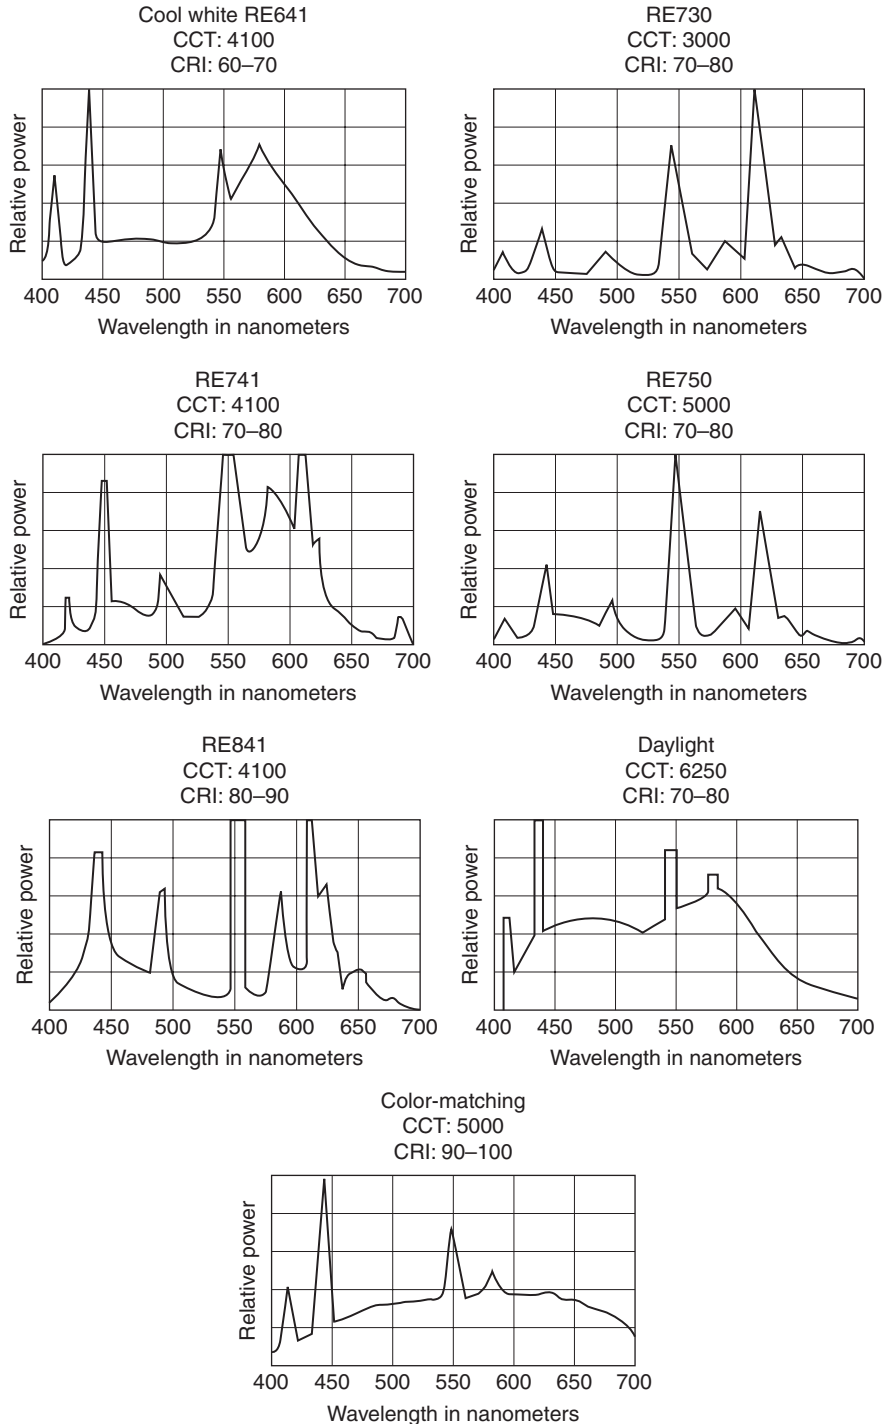 Cool white RE641
CCT: 4100
CRI: 60–70
Relative power
400 450 500 550 600 650 700
Wavelength in nanometers
RE730
CCT: 3000
CRI: 70–80
Relative power
400 450 500 550 600 650 700
Wavelength in nanometers
RE741
CCT: 4100
CRI: 70–80
Relative power
400 450 500 550 600 650 700
Wavelength in nanometers
RE750
CCT: 5000
CRI: 70–80
Relative power
400 450 500 550 600 650 700
Wavelength in nanometers
RE841
CCT: 4100
CRI: 80–90
Relative power
400 450 500 550 600 650 700
Wavelength in nanometers
Daylight
CCT: 6250
CRI: 70–80
Relative power
400 450 500 550 600 650 700
Wavelength in nanometers
Color-matching
CCT: 5000
CRI: 90–100
Relative power
400 450 500 550 600 650 700
Wavelength in nanometers